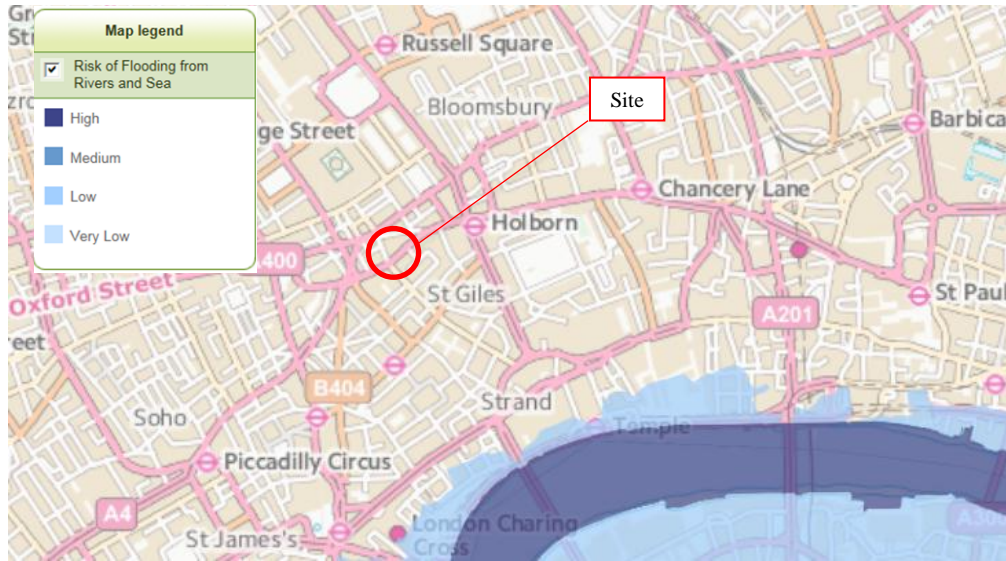 Map legend
Risk of Flooding from
Rivers and Sea
High
Medium
Low
Very Low
Russell Square
Bloomsbury
Site
ge Street
Barbica
Chancery Lane
Holborn
400
Oxford Street
St Giles
St Paul
A201
eet
B404
Soho
Strand
Temple
Piccadilly Circus
A4
St James's
London Charing
Cross
A30